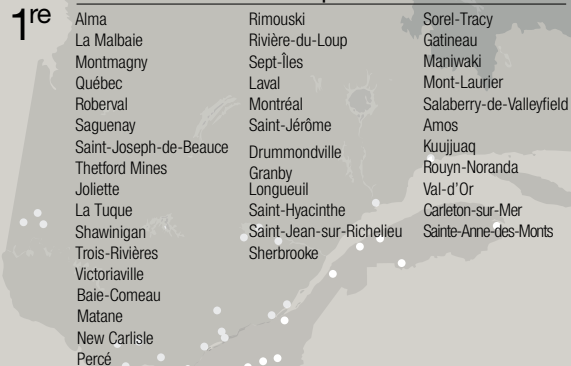 1re
Alma
La Malbaie
Montmagny
Québec
Roberval
Saguenay
Saint-Joseph-de-Beauce
Thetford Mines
Joliette
La Tuque
Shawinigan
Trois-Rivières
Victoriaville
Baie-Comeau
Matane
New Carlisle
Percé
Rimouski
Rivière-du-Loup
Sept-Îles
Laval
Montréal
Saint-Jérôme
Drummondville
Granby
Longueuil
Saint-Hyacinthe
Saint-Jean-sur-Richelieu
Sherbrooke
Sorel-Tracy
Gatineau
Maniwaki
Mont-Laurier
Salaberry-de-Valleyfield
Amos
Kuujjuaq
Rouyn-Noranda
Val-d'Or
Carleton-sur-Mer
Sainte-Anne-des-Monts